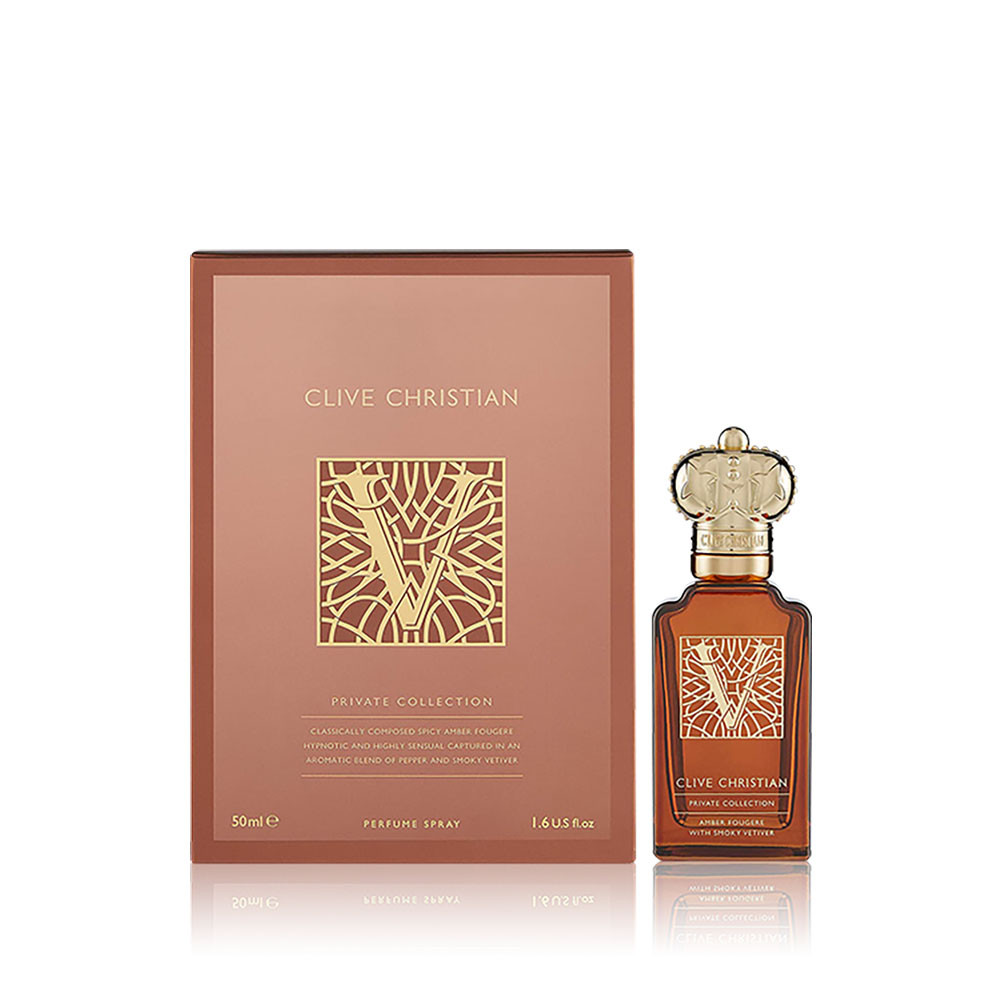 CLIVE CHRISTIAN
V
PRIVATE COLLECTION
CLASSICALLY COMPOSED SPICY AMBER FOUGERE
HYPNOTIC AND HIGHLY SENSUAL CAPTURED IN AN
AROMATIC BLEND OF PEPPER AND SMOKY VETIVER
50ml e PERFUME SPRAY 1.6 U.S fl.oz
CLIVE CHRISTIAN
V
CLIVE CHRISTIAN
PRIVATE COLLECTION
AMBER FOUGERE
WITH SMOKY VETIVER